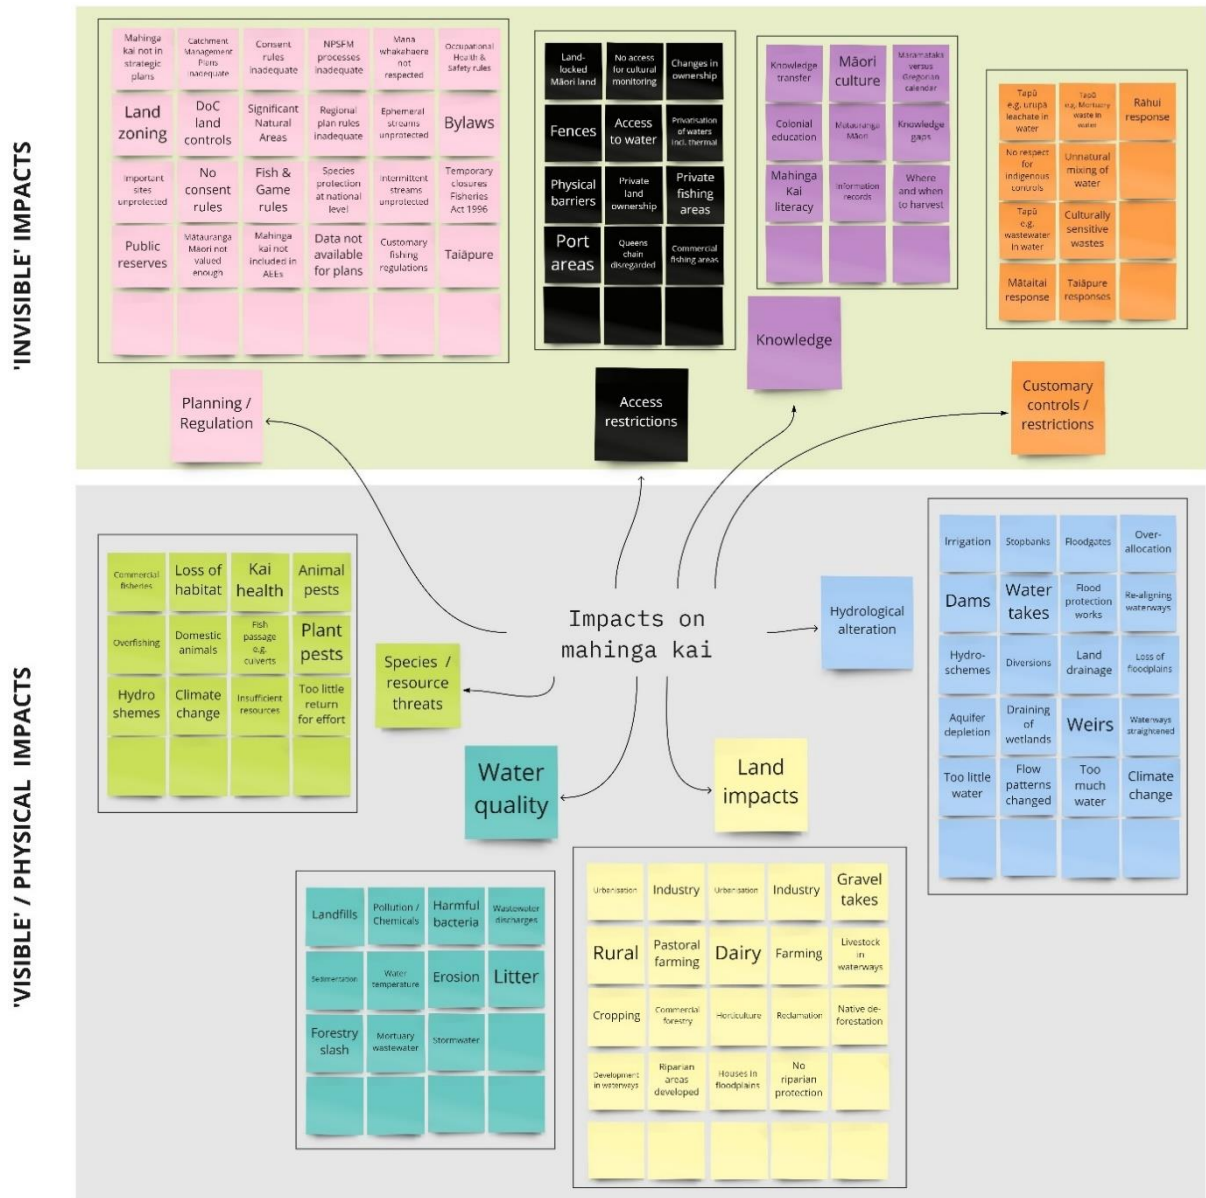 'INVISIBLE' IMPACTS
Mahinga
kai not in
strategic
plans
Catchment
Management
Plans
inadequate
Consent
rules
inadequate
NPSFM
processes
inadequate
Mana
whakahaere
not
respected
Occupational
Health &
Safety rules
Land
zoning
DoC
land
controls
Significant
Natural
Areas
Regional
plan rules
inadequate
Ephemeral
streams
unprotected
Bylaws
Important
sites
unprotected
No
consent
rules
Fish &
Game
rules
Species
protection
at national
level
Intermittent
streams
unprotected
Temporary
closures
Fisheries
Act 1996
Public
reserves
Mātauranga
Māori not
valued
enough
Mahinga
kai not
included in
AEEs
Data not
available
for plans
Customary
fishing
regulations
Taiāpure
Planning /
Regulation
Land-
locked
Māori land
No access
for cultural
monitoring
Changes in
ownership
Fences
Access
to water
Privatisation
of waters
incl. thermal
Physical
barriers
Private
land
ownership
Private
fishing
areas
Port
areas
Queens
chain
disregarded
Commercial
fishing areas
Access
restrictions
Knowledge
transfer
Māori
culture
Maramataka
versus
Gregorian
calendar
Colonial
education
Matauranga
Māori
Knowledge
gaps
Mahinga
Kai
literacy
Information
records
Where
and when
to harvest
Knowledge
Tapū
e.g. urupā
leachate in
water
Tapū
e.g. Mortuary
waste in
water
Rāhui
response
No respect
for
indigenous
controls
Unnatural
mixing of
water
Tapū
e.g.
wastewater
in water
Culturally
sensitive
wastes
Mātaitai
response
Taiāpure
responses
Customary
controls /
restrictions
'VISIBLE' / PHYSICAL IMPACTS
Impacts on
mahinga kai
Commercial
fisheries
Loss of
habitat
Kai
health
Animal
pests
Overfishing
Domestic
animals
Fish
passage
e.g.
culverts
Plant
pests
Hydro
shemes
Climate
change
Insufficient
resources
Too little
return
for effort
Species /
resource
threats
Hydrological
alteration
Irrigation
Stopbanks
Floodgates
Over-
allocation
Dams
Water
takes
Flood
protection
works
Re-aligning
waterways
Hydro-
schemes
Diversions
Land
drainage
Loss of
floodplains
Aquifer
depletion
Draining
of
wetlands
Weirs
Waterways
straightened
Too little
water
Flow
patterns
changed
Too
much
water
Climate
change
Water
quality
Landfills
Pollution /
Chemicals
Harmful
bacteria
Wastewater
discharges
Sedimentation
Water
temperature
Erosion
Litter
Forestry
slash
Mortuary
wastewater
Stormwater
Land
impacts
Urbanisation
Industry
Urbanisation
Industry
Gravel
takes
Rural
Pastoral
farming
Dairy
Farming
Livestock
in
waterways
Cropping
Commercial
forestry
Horticulture
Reclamation
Native de-
forestation
Development
in waterways
Riparian
areas
developed
Houses in
floodplains
No
riparian
protection